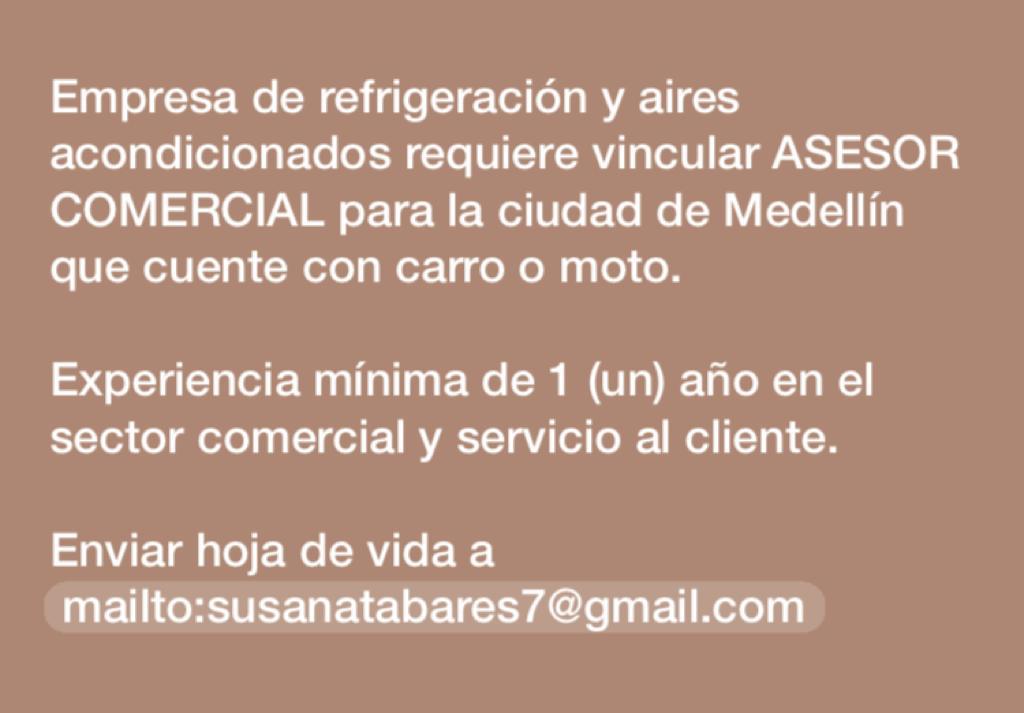 Empresa de refrigeración y aires
acondicionados requiere vincular ASESOR
COMERCIAL para la ciudad de Medellín
que cuente con carro o moto.
Experiencia mínima de 1 (un) año en el
sector comercial y servicio al cliente.
Enviar hoja de vida a
mailto:susanatabares7@gmail.com